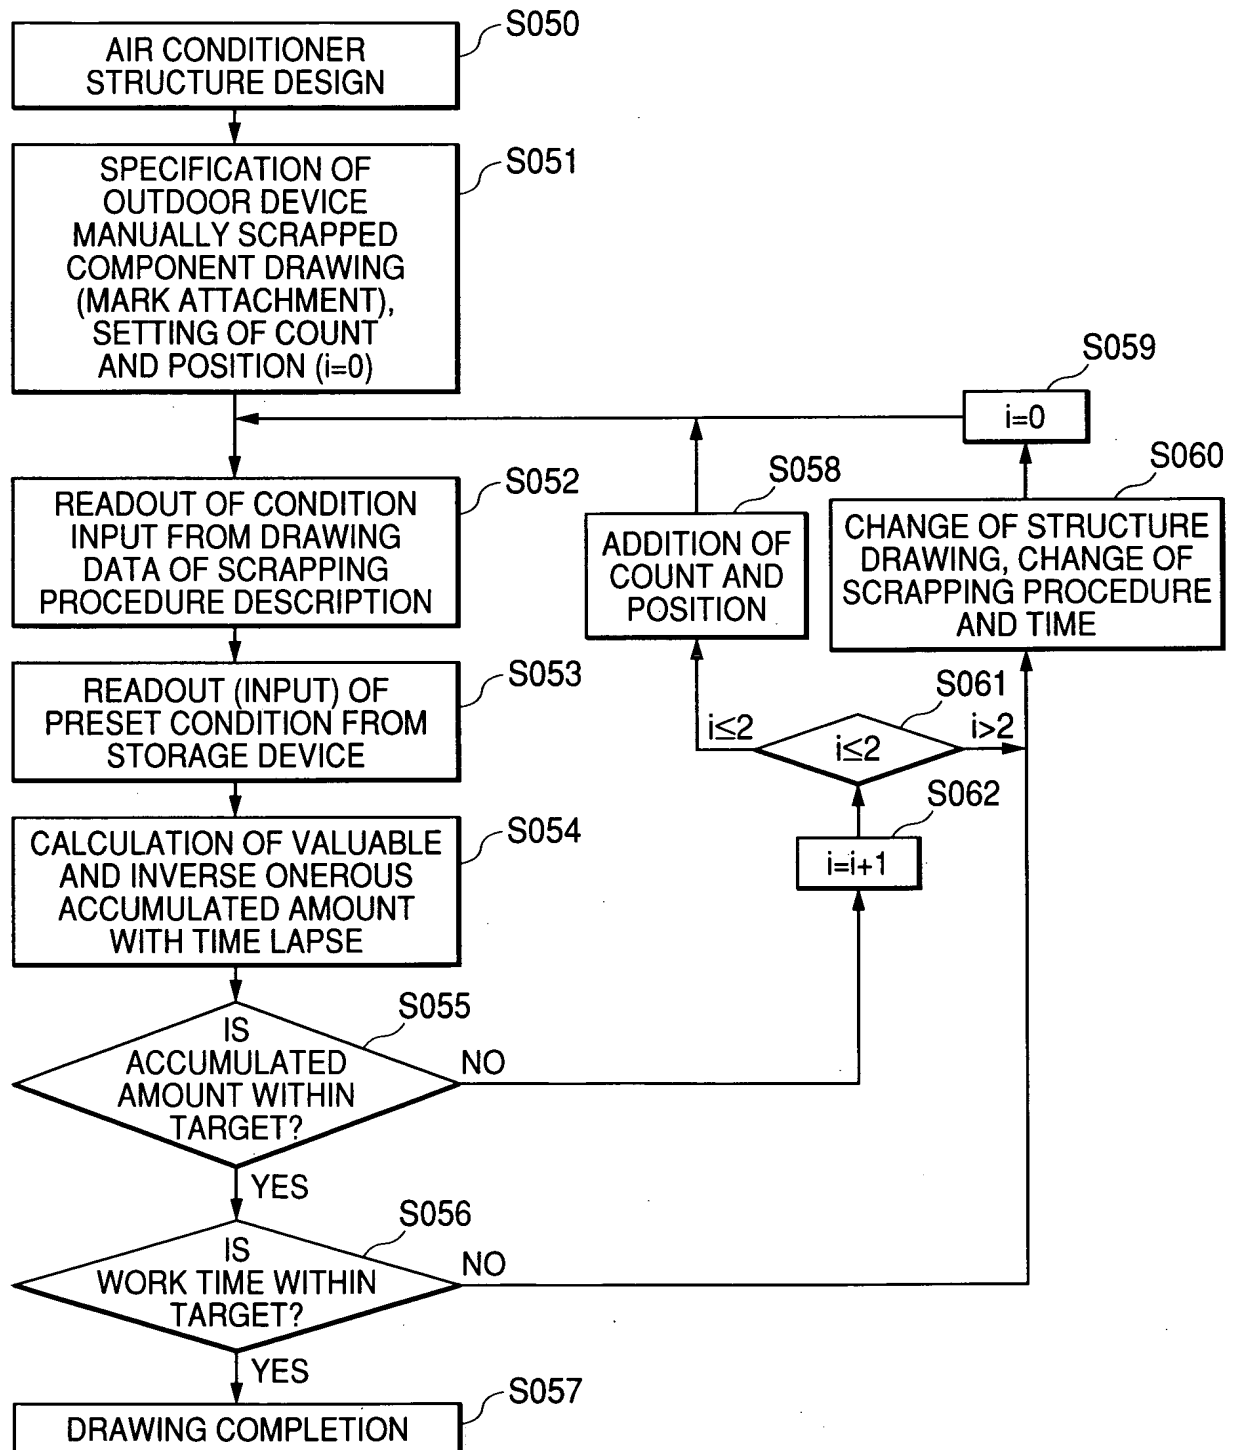 S050
AIR CONDITIONER
STRUCTURE DESIGN
S051
SPECIFICATION OF
OUTDOOR DEVICE
MANUALLY SCRAPPED
COMPONENT DRAWING
(MARK ATTACHMENT),
SETTING OF COUNT
AND POSITION (i=0)
S052
READOUT OF CONDITION
INPUT FROM DRAWING
DATA OF SCRAPPING
PROCEDURE DESCRIPTION
S053
READOUT (INPUT) OF
PRESET CONDITION FROM
STORAGE DEVICE
S054
CALCULATION OF VALUABLE
AND INVERSE ONEROUS
ACCUMULATED AMOUNT
WITH TIME LAPSE
S055
IS
ACCUMULATED
AMOUNT WITHIN
TARGET?
NO
YES
S056
IS
WORK TIME WITHIN
TARGET?
NO
YES
S057
DRAWING COMPLETION
S059
i=0
S058
ADDITION OF
COUNT AND
POSITION
S060
CHANGE OF STRUCTURE
DRAWING, CHANGE OF
SCRAPPING PROCEDURE
AND TIME
S061
i≤2
i≤2
i>2
S062
i=i+1